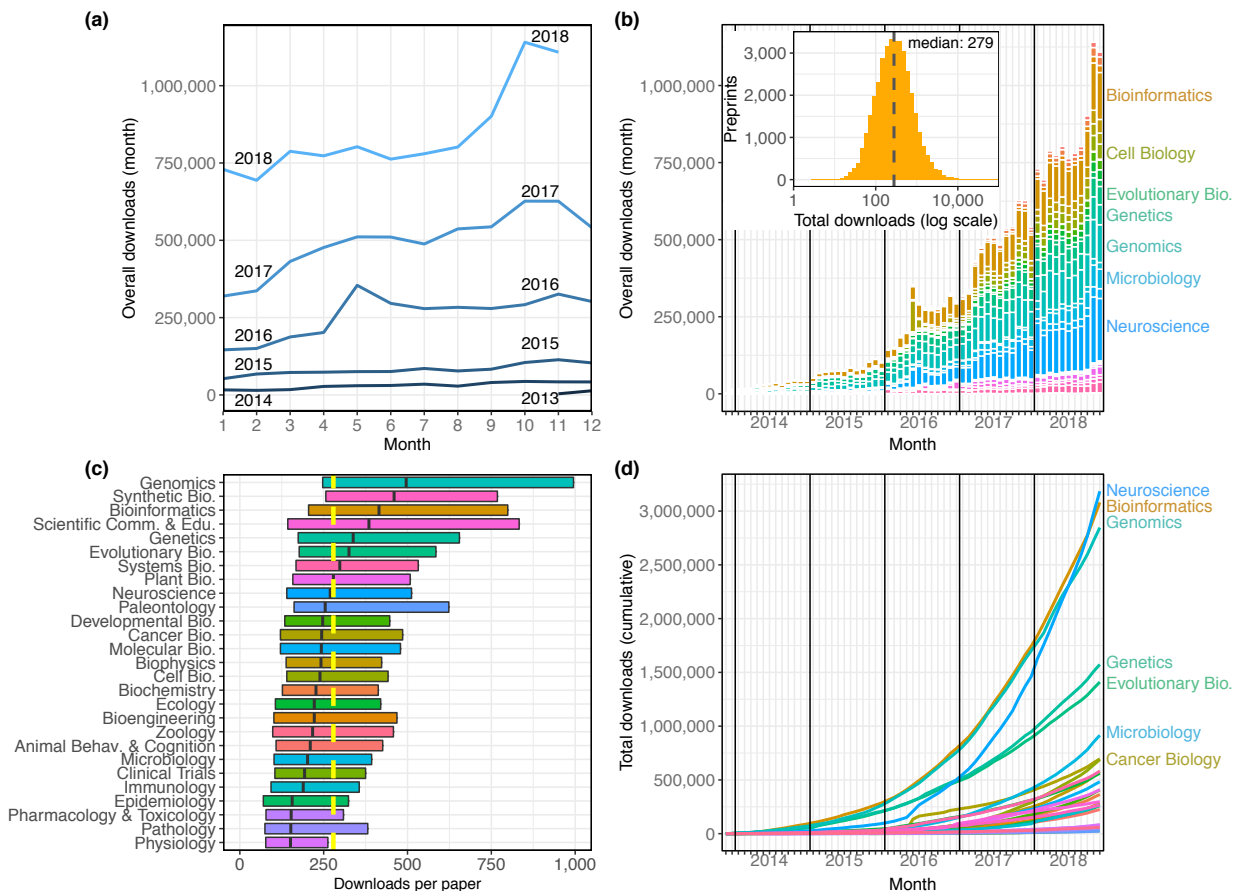 (a)
Overall downloads (month)
1,000,000
750,000
500,000
250,000
0
2018
2018
2017
2017
2016
2016
2015
2015
2014
2013
1 2 3 4 5 6 7 8 9 10 11 12
Month
(b)
Overall downloads (month)
1,000,000
750,000
500,000
250,000
0
Preprints
3,000
2,000
1,000
0
median: 279
1 100 10,000
Total downloads (log scale)
Bioinformatics
Cell Biology
Evolutionary Bio.
Genetics
Genomics
Microbiology
Neuroscience
2014 2015 2016 2017 2018
Month
(c)
Genomics
Synthetic Bio.
Bioinformatics
Scientific Comm. & Edu.
Genetics
Evolutionary Bio.
Systems Bio.
Plant Bio.
Neuroscience
Paleontology
Developmental Bio.
Cancer Bio.
Molecular Bio.
Biophysics
Cell Bio.
Biochemistry
Ecology
Bioengineering
Zoology
Animal Behav. & Cognition
Microbiology
Clinical Trials
Immunology
Epidemiology
Pharmacology & Toxicology
Pathology
Physiology
0 250 500 750 1,000
Downloads per paper
(d)
Total downloads (cumulative)
3,000,000
2,500,000
2,000,000
1,500,000
1,000,000
500,000
0
Neuroscience
Bioinformatics
Genomics
Genetics
Evolutionary Bio.
Microbiology
Cancer Biology
2014 2015 2016 2017 2018
Month